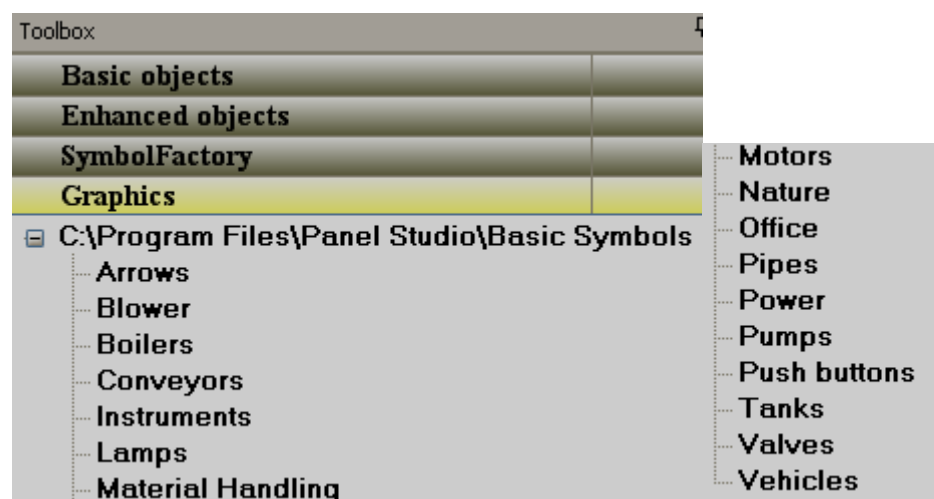 Toolbox
Basic objects
Enhanced objects
SymbolFactory
Graphics
C:\Program Files\Panel Studio\Basic Symbols
Arrows
Blower
Boilers
Conveyors
Instruments
Lamps
Material Handling
Motors
Nature
Office
Pipes
Power
Pumps
Push buttons
Tanks
Valves
Vehicles